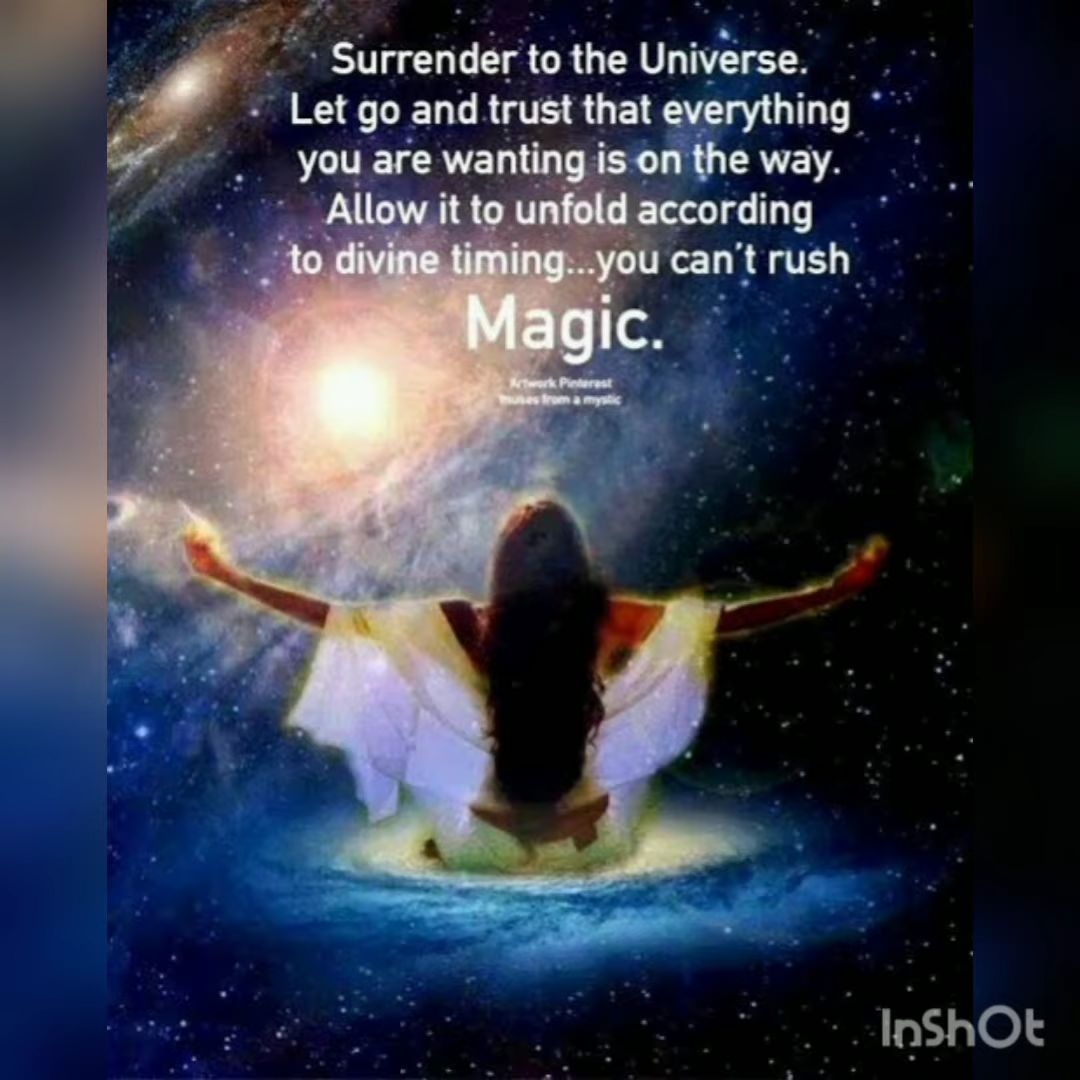 Surrender to the Universe.
Let go and trust that everything
you are wanting is on the way.
Allow it to unfold according
to divine timing...you can't rush
Magic.
Artwork Pinterest
muses from a mystic
InShOt